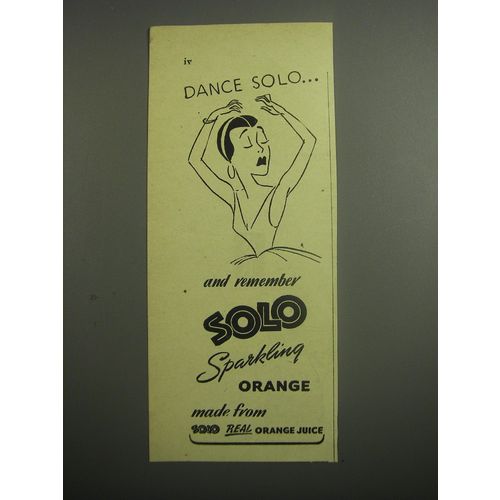 iv
DANCE SOLO...
and remember
SOLO
Sparkling
ORANGE
made from
SOLO REAL ORANGE JUICE